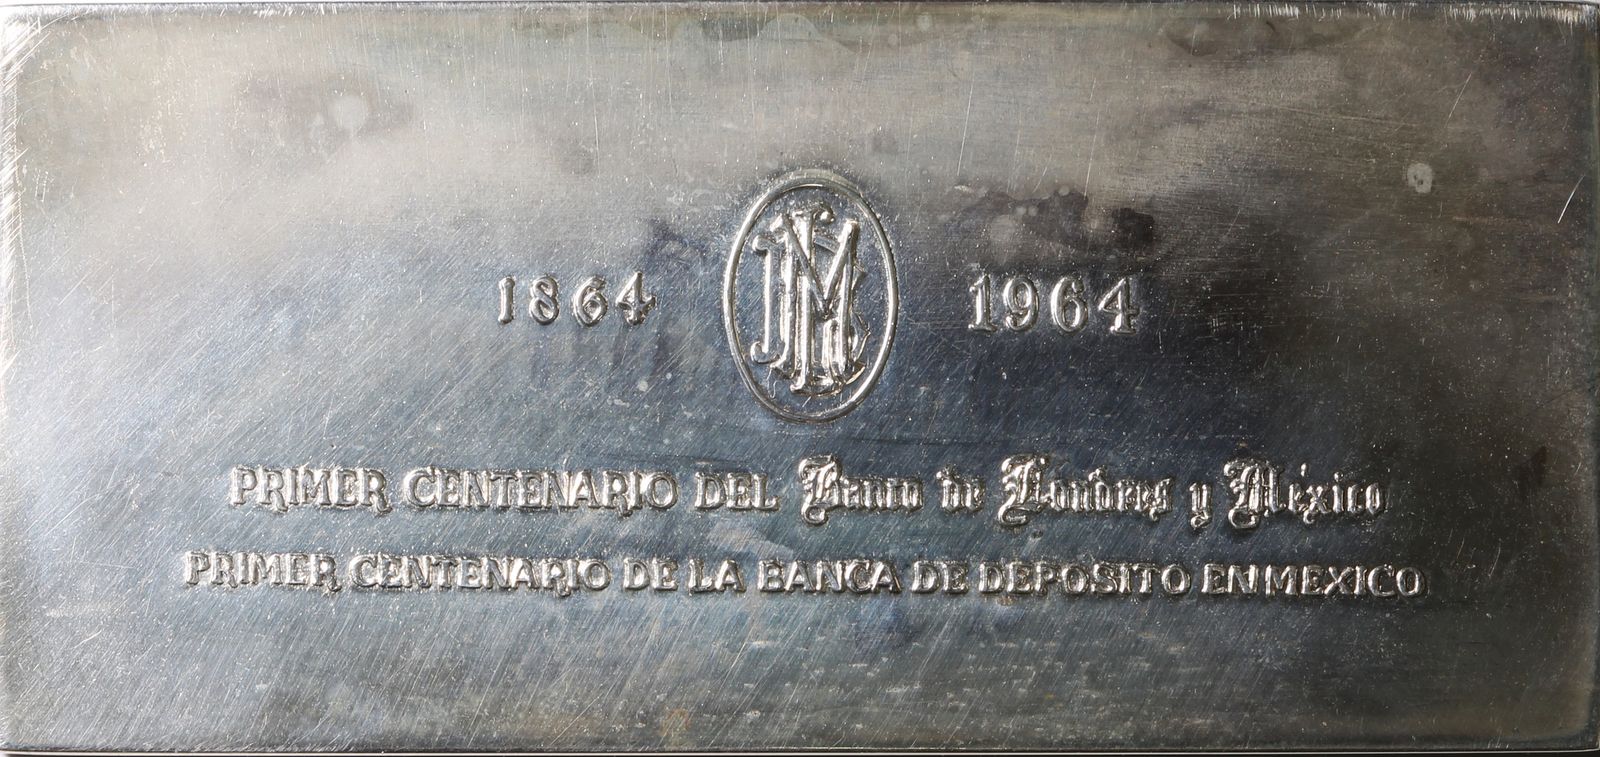 1864 1964
PRIMER CENTENARIO DEL Banco de Londres y México
PRIMER CENTENARIO DE LA BANCA DE DEPOSITO EN MEXICO